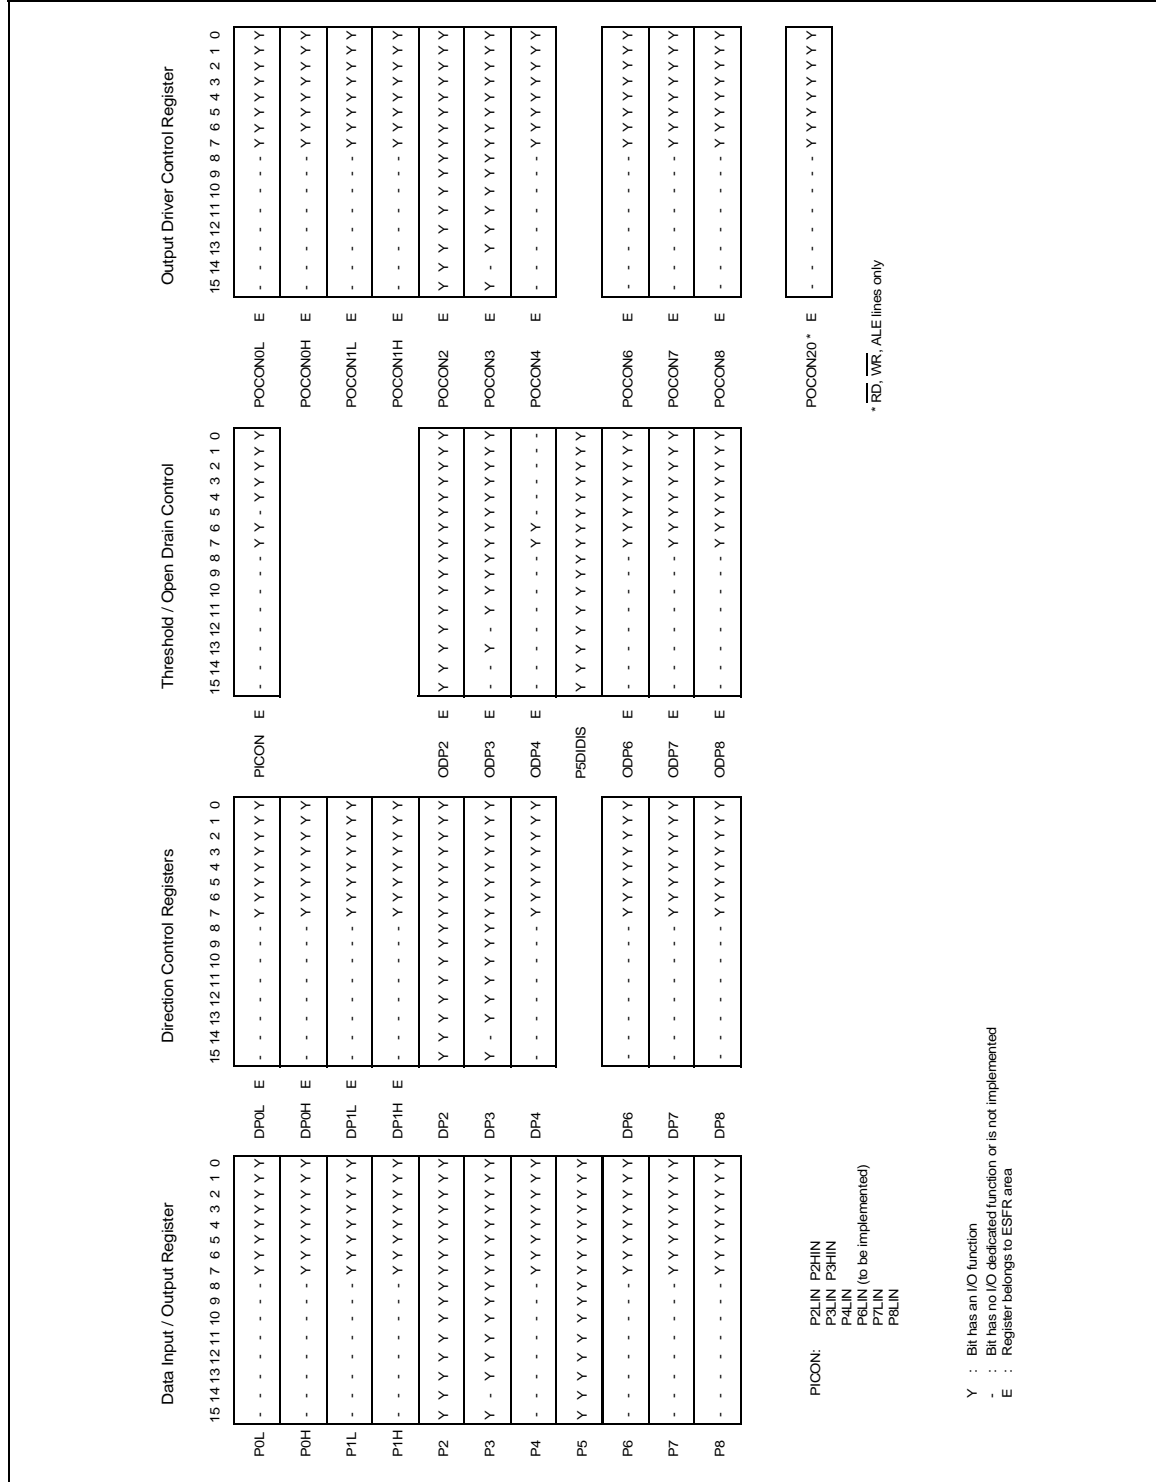 Data Input / Output Register Direction Control Registers Threshold / Open Drain Control Output Driver Control Register
15 14 13 12 11 10 9 8 7 6 5 4 3 2 1 0 15 14 13 12 11 10 9 8 7 6 5 4 3 2 1 0 15 14 13 12 11 10 9 8 7 6 5 4 3 2 1 0 15 14 13 12 11 10 9 8 7 6 5 4 3 2 1 0
P0L - - - - - - - - Y Y Y Y Y Y Y Y DP0L E - - - - - - - - Y Y Y Y Y Y Y Y PICON E - - - - - - - - Y Y - Y Y Y Y Y POCON0L E - - - - - - - - Y Y Y Y Y Y Y Y
P0H - - - - - - - - Y Y Y Y Y Y Y Y DP0H E - - - - - - - - Y Y Y Y Y Y Y Y POCON0H E - - - - - - - - Y Y Y Y Y Y Y Y
P1L - - - - - - - - Y Y Y Y Y Y Y Y DP1L E - - - - - - - - Y Y Y Y Y Y Y Y POCON1L E - - - - - - - - Y Y Y Y Y Y Y Y
P1H - - - - - - - - Y Y Y Y Y Y Y Y DP1H E - - - - - - - - Y Y Y Y Y Y Y Y POCON1H E - - - - - - - - Y Y Y Y Y Y Y Y
P2 Y Y Y Y Y Y Y Y Y Y Y Y Y Y Y Y DP2 Y Y Y Y Y Y Y Y Y Y Y Y Y Y Y Y ODP2 E Y Y Y Y Y Y Y Y Y Y Y Y Y Y Y Y POCON2 E Y Y Y Y Y Y Y Y Y Y Y Y Y Y Y Y
P3 Y - Y Y Y Y Y Y Y Y Y Y Y Y Y Y DP3 Y - Y Y Y Y Y Y Y Y Y Y Y Y Y Y ODP3 E - - Y - Y Y Y Y Y Y Y Y Y Y Y Y POCON3 E Y - Y Y Y Y Y Y Y Y Y Y Y Y Y Y
P4 - - - - - - - - Y Y Y Y Y Y Y Y DP4 - - - - - - - - Y Y Y Y Y Y Y Y ODP4 E - - - - - - - - Y Y - - - - - - POCON4 E - - - - - - - - Y Y Y Y Y Y Y Y
P5 Y Y Y Y Y Y Y Y Y Y Y Y Y Y Y Y P5DIDIS Y Y Y Y Y Y Y Y Y Y Y Y Y Y Y Y
P6 - - - - - - - - Y Y Y Y Y Y Y Y DP6 - - - - - - - - Y Y Y Y Y Y Y Y ODP6 E - - - - - - - - Y Y Y Y Y Y Y Y POCON6 E - - - - - - - - Y Y Y Y Y Y Y Y
P7 - - - - - - - - Y Y Y Y Y Y Y Y DP7 - - - - - - - - Y Y Y Y Y Y Y Y ODP7 E - - - - - - - - Y Y Y Y Y Y Y Y POCON7 E - - - - - - - - Y Y Y Y Y Y Y Y
P8 - - - - - - - - Y Y Y Y Y Y Y Y DP8 - - - - - - - - Y Y Y Y Y Y Y Y ODP8 E - - - - - - - - Y Y Y Y Y Y Y Y POCON8 E - - - - - - - - Y Y Y Y Y Y Y Y
POCON20 * E - - - - - - - - Y Y Y Y Y Y Y Y
* RD, WR, ALE lines only
PICON: P2LIN P2HIN
P3LIN P3HIN
P4LIN
P6LIN (to be implemented)
P7LIN
P8LIN
Y : Bit has an I/O function
- : Bit has no I/O dedicated function or is not implemented
E : Register belongs to ESFR area